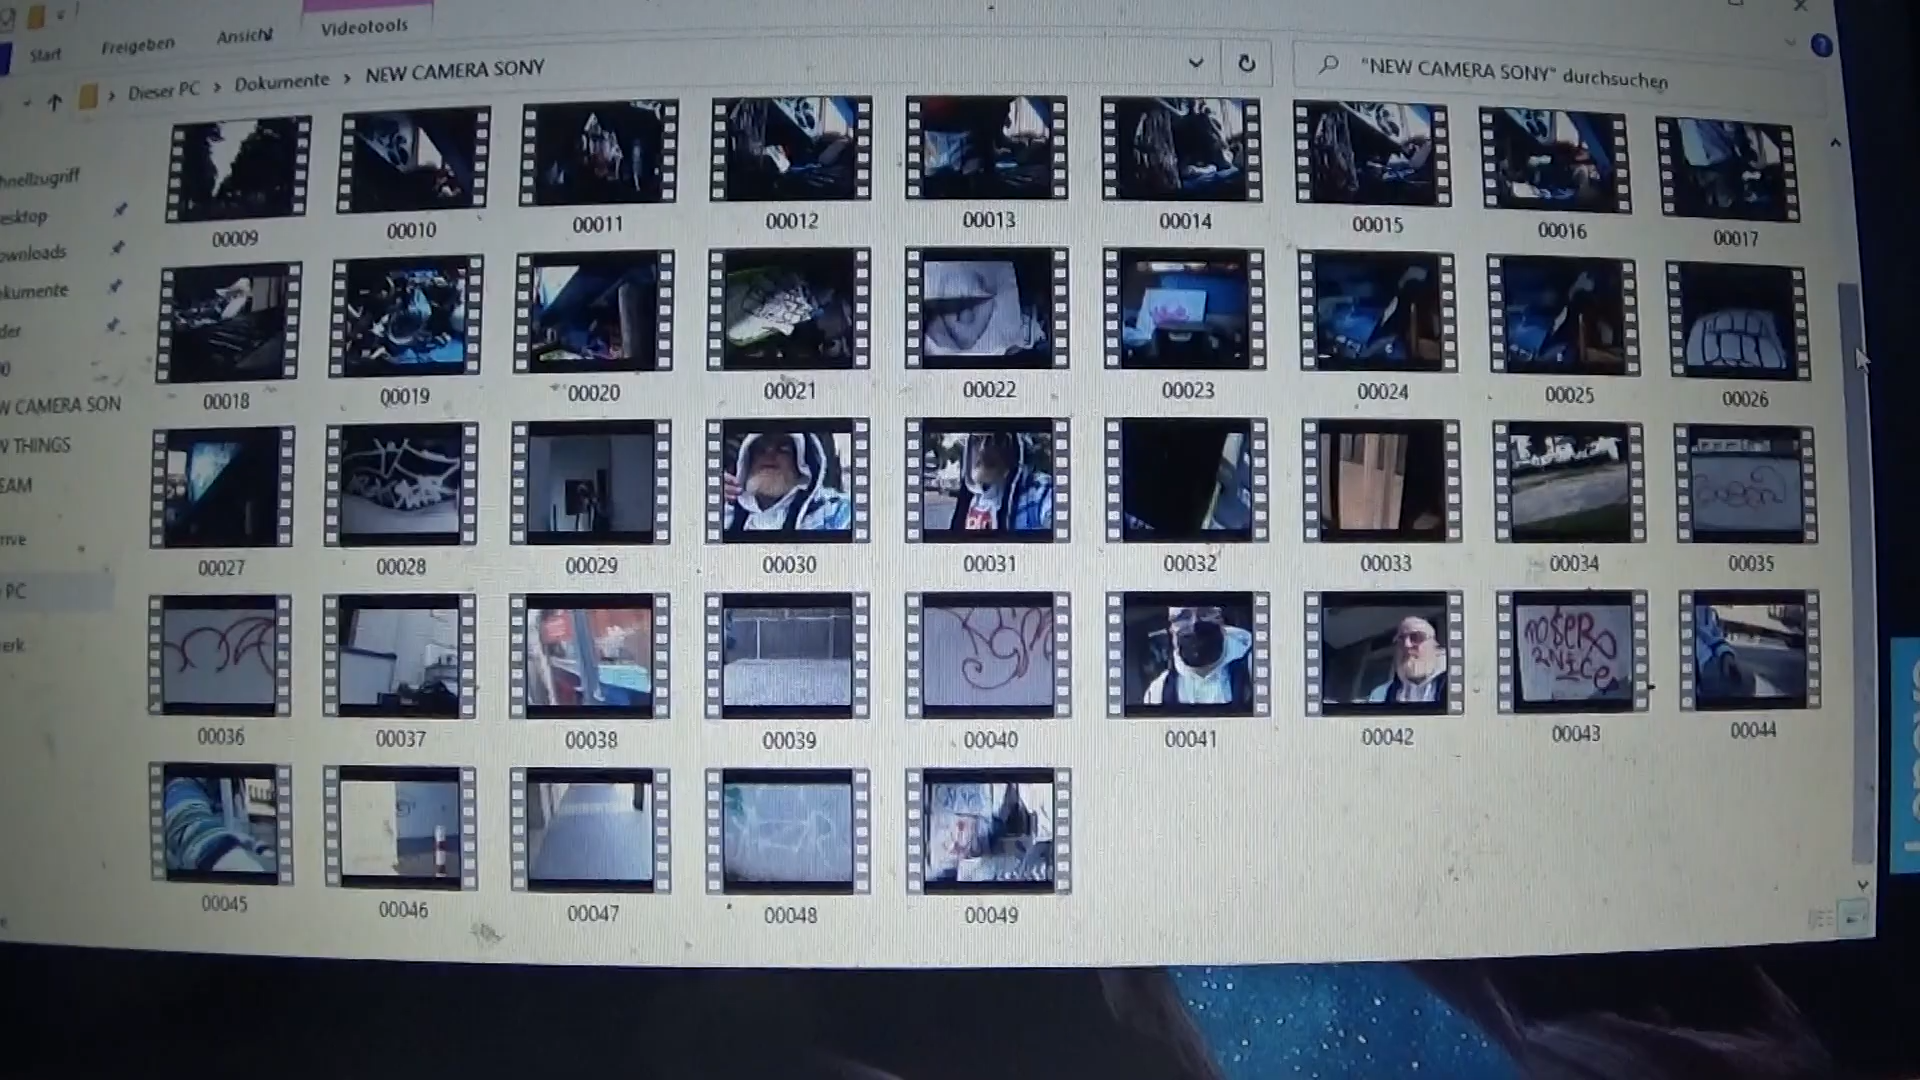 Start Freigeben Ansicht Videotools
Dieser PC > Dokumente > NEW CAMERA SONY
"NEW CAMERA SONY" durchsuchen
hnellzugriff
esktop
ownloads
kumente
der
W CAMERA SON
W THINGS
EAM
PC
erk
00009 00010 00011 00012 00013 00014 00015 00016 00017
00018 00019 00020 00021 00022 00023 00024 00025 00026
00027 00028 00029 00030 00031 00032 00033 00034 00035
00036 00037 00038 00039 00040 00041 00042 00043 00044
00045 00046 00047 00048 00049